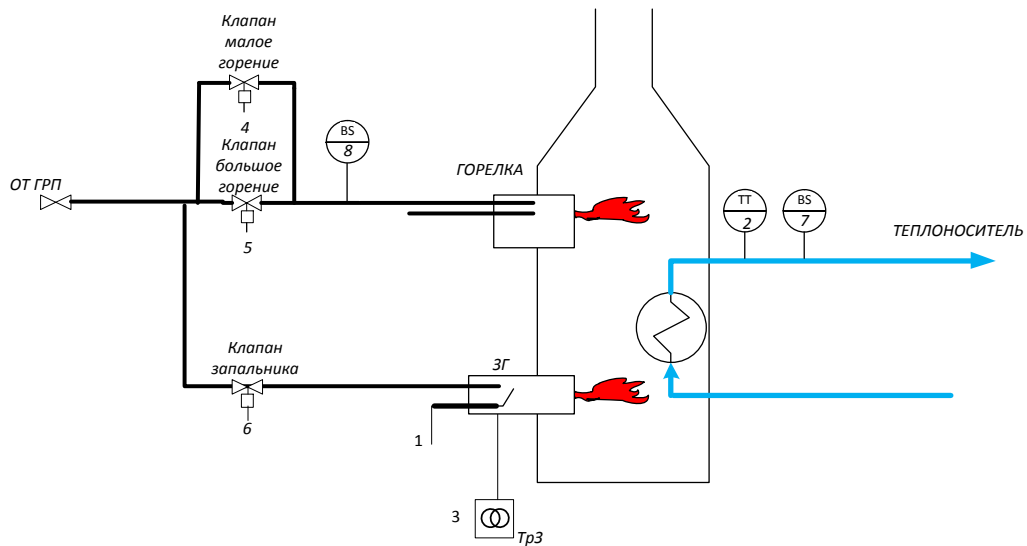 Клапан
малое
горение
4
Клапан
большое
горение
5
BS
8
ОТ ГРП
ГОРЕЛКА
TT
2
BS
7
ТЕПЛОНОСИТЕЛЬ
Клапан
запальника
6
ЗГ
1
3
ТрЗ